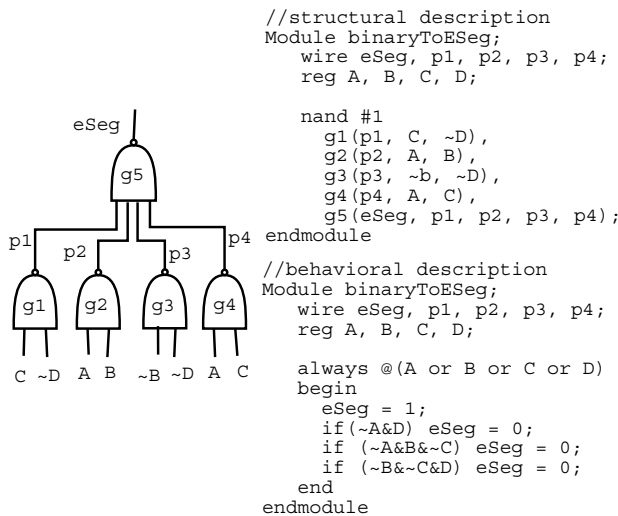 //structural description
Module binaryToESeg;
wire eSeg, p1, p2, p3, p4;
reg A, B, C, D;
nand #1
g1(p1, C, ~D),
g2(p2, A, B),
g3(p3, ~b, ~D),
g4(p4, A, C),
g5(eSeg, p1, p2, p3, p4);
endmodule
//behavioral description
Module binaryToESeg;
wire eSeg, p1, p2, p3, p4;
reg A, B, C, D;
always @(A or B or C or D)
begin
eSeg = 1;
if(~A&D) eSeg = 0;
if (~A&B&~C) eSeg = 0;
if (~B&~C&D) eSeg = 0;
end
endmodule
eSeg
g5
p1 p2 p3 p4
g1 g2 g3 g4
C ~D A B ~B ~D A C